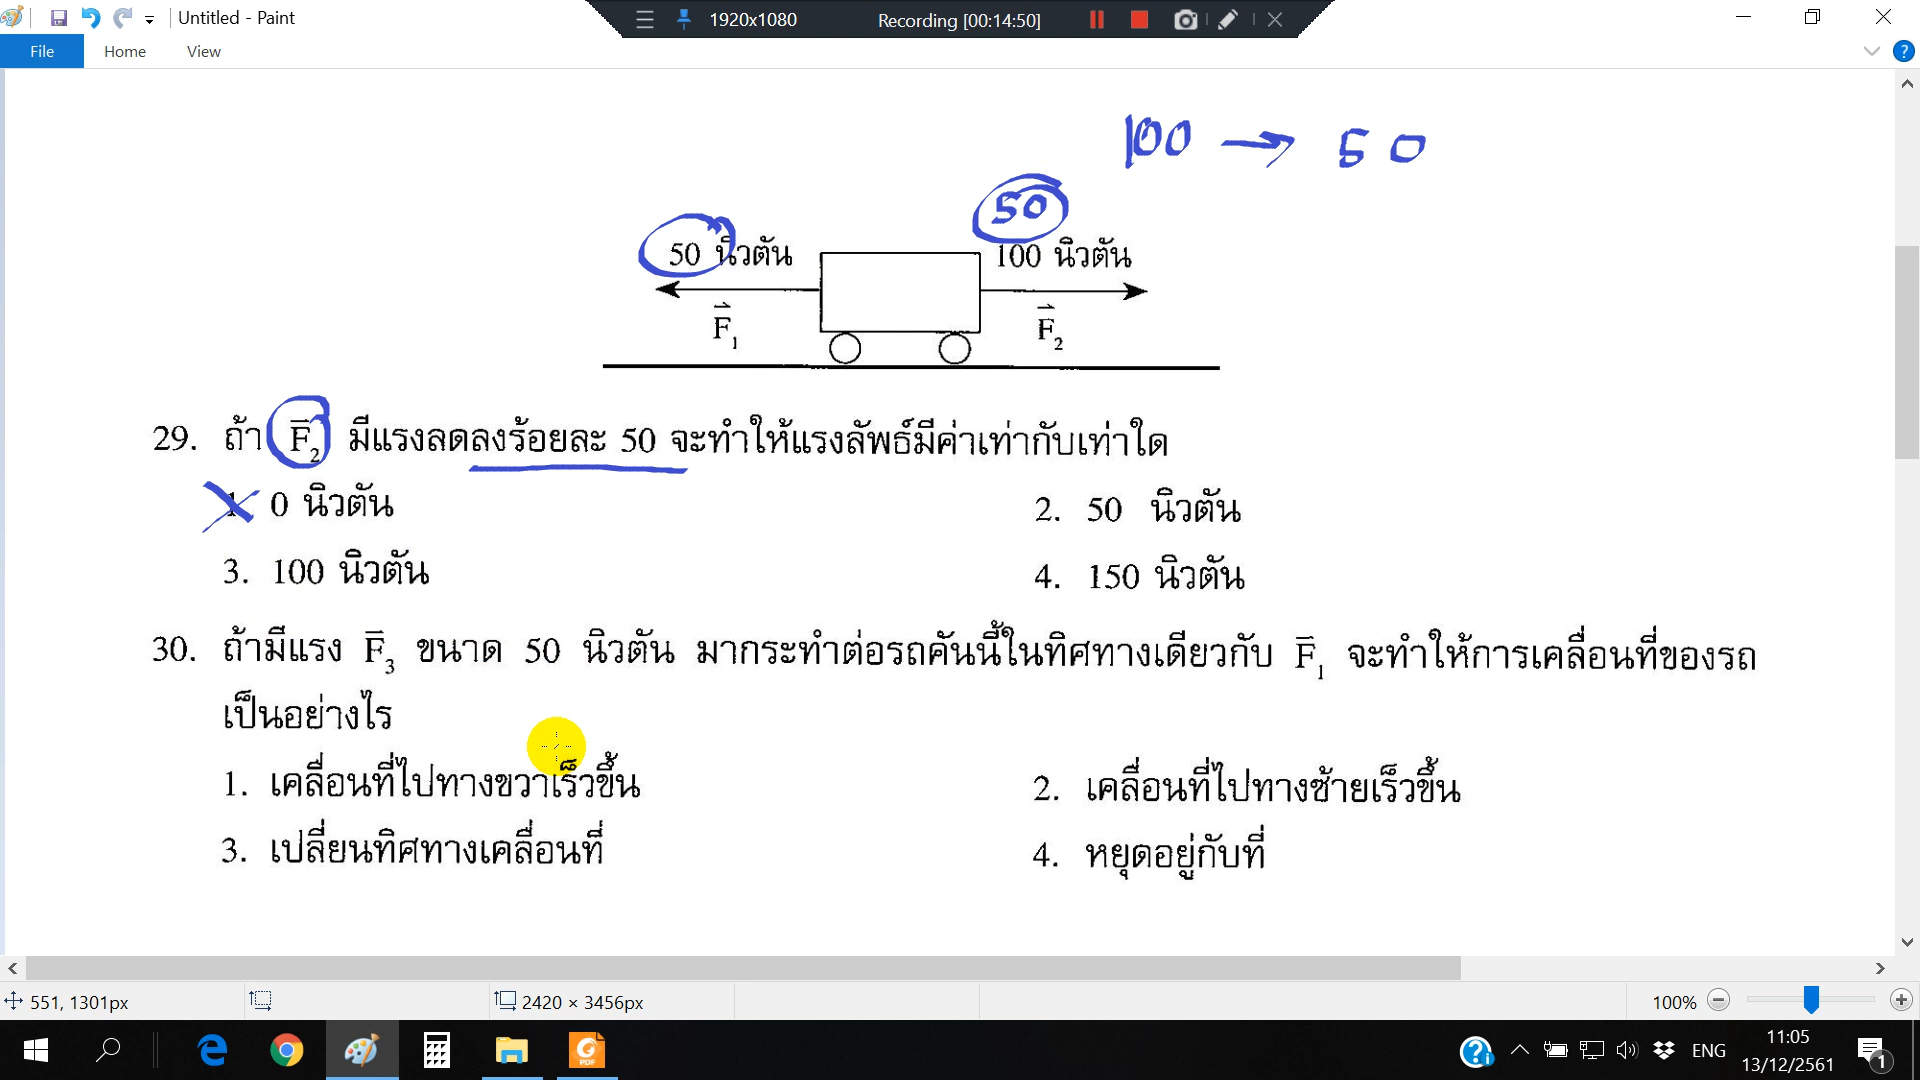 Untitled - Paint
1920x1080
Recording [00:14:50]
File
Home
View
100 → 50
50
50 นิวตัน
100 นิวตัน
F1
F2
29. ถ้า F2 มีแรงลดลงร้อยละ 50 จะทำให้แรงลัพธ์มีค่าเท่ากับเท่าใด
1. 0 นิวตัน
2. 50 นิวตัน
3. 100 นิวตัน
4. 150 นิวตัน
30. ถ้ามีแรง F3 ขนาด 50 นิวตัน มากระทำต่อรถคันนี้ในทิศทางเดียวกับ F1 จะทำให้การเคลื่อนที่ของรถ
เป็นอย่างไร
1. เคลื่อนที่ไปทางขวาเร็วขึ้น
2. เคลื่อนที่ไปทางซ้ายเร็วขึ้น
3. เปลี่ยนทิศทางเคลื่อนที่
4. หยุดอยู่กับที่
551, 1301px
2420 × 3456px
100%
PDF
ENG
11:05
13/12/2561
1